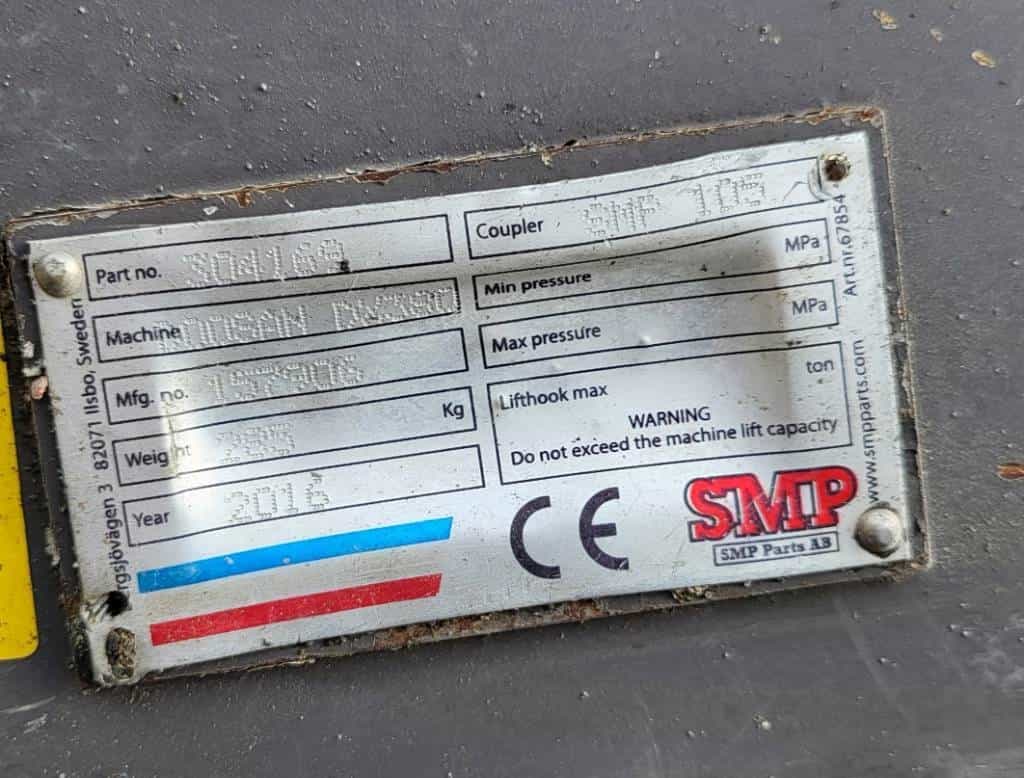 Part no. 304169
Machine DOOSAN DV380
Mfg. no. 157906
Weight Kg
Year 2016
Coupler SMP 105
Min pressure MPa
Max pressure MPa
Lifthook max ton
WARNING
Do not exceed the machine lift capacity
CE
SMP
SMP Parts AB
82071 Ilsbo, Sweden
Art.nr.67854
www.smpparts.com